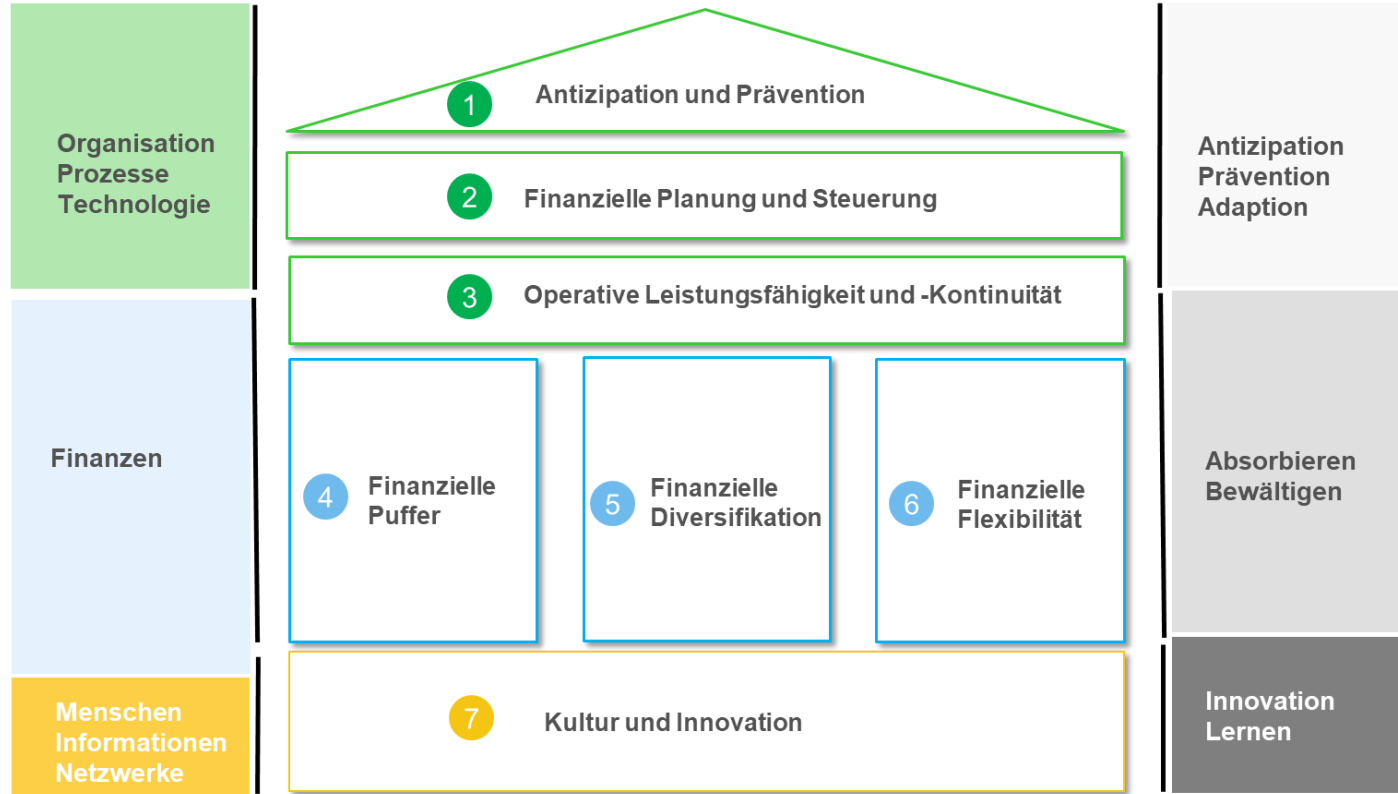 Organisation
Prozesse
Technologie
1
Antizipation und Prävention
2
Finanzielle Planung und Steuerung
3
Operative Leistungsfähigkeit und -Kontinuität
Antizipation
Prävention
Adaption
Finanzen
4
Finanzielle
Puffer
5
Finanzielle
Diversifikation
6
Finanzielle
Flexibilität
Absorbieren
Bewältigen
Menschen
Informationen
Netzwerke
7
Kultur und Innovation
Innovation
Lernen